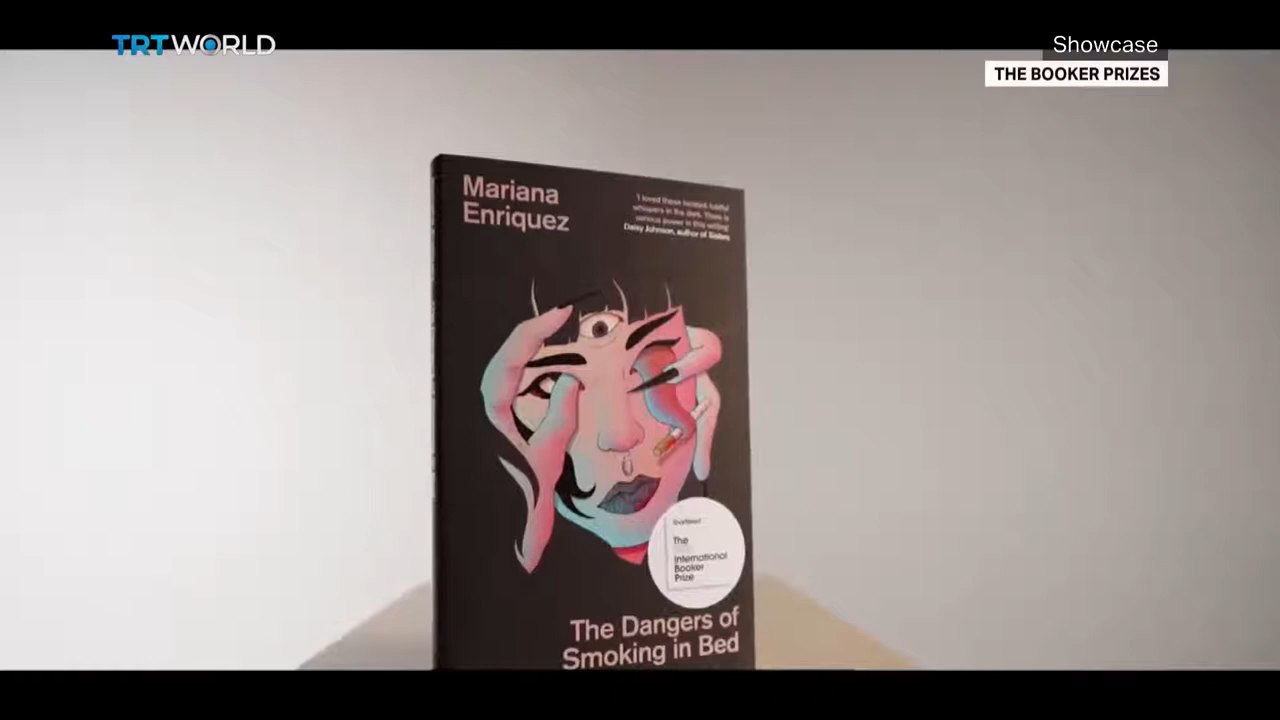 TRT WORLD
Showcase
THE BOOKER PRIZES
Mariana
Enriquez
'I loved these twisted, lustful
whispers in the dark. There is
serious power in this writing'
Daisy Johnson, author of Sisters
Shortlisted
The
International
Booker
Prize
The Dangers of
Smoking in Bed